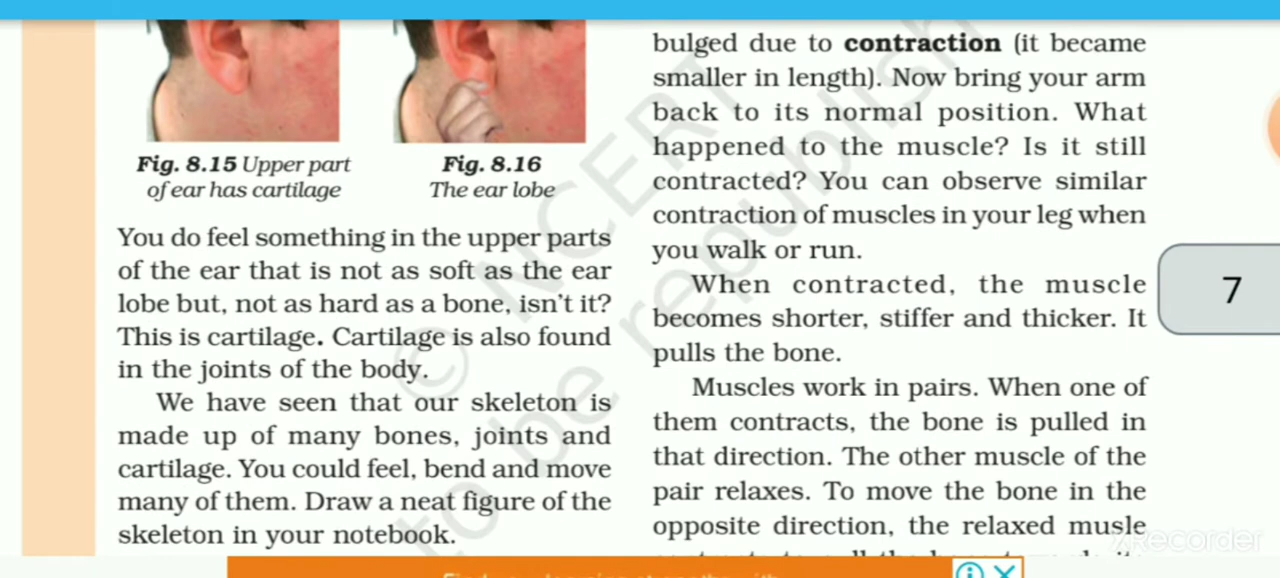 Fig. 8.15 Upper part
of ear has cartilage
Fig. 8.16
The ear lobe
You do feel something in the upper parts
of the ear that is not as soft as the ear
lobe but, not as hard as a bone, isn't it?
This is cartilage. Cartilage is also found
in the joints of the body.
We have seen that our skeleton is
made up of many bones, joints and
cartilage. You could feel, bend and move
many of them. Draw a neat figure of the
skeleton in your notebook.
bulged due to contraction (it became
smaller in length). Now bring your arm
back to its normal position. What
happened to the muscle? Is it still
contracted? You can observe similar
contraction of muscles in your leg when
you walk or run.
When contracted, the muscle
becomes shorter, stiffer and thicker. It
pulls the bone.
Muscles work in pairs. When one of
them contracts, the bone is pulled in
that direction. The other muscle of the
pair relaxes. To move the bone in the
opposite direction, the relaxed musle
7
© NCERT
to be republish
XRecorder